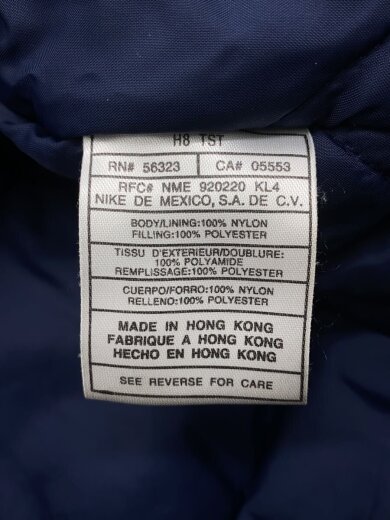 H8 TST
RN# 56323 CA# 05553
RFC# NME 920220 KL4
NIKE DE MEXICO, S.A. DE C.V.
BODY/LINING:100% NYLON
FILLING:100% POLYESTER
TISSU D'EXTERIEUR/DOUBLURE:
100% POLYAMIDE
REMPLISSAGE:100% POLYESTER
CUERPO/FORRO:100% NYLON
RELLENO:100% POLYESTER
MADE IN HONG KONG
FABRIQUE A HONG KONG
HECHO EN HONG KONG
SEE REVERSE FOR CARE